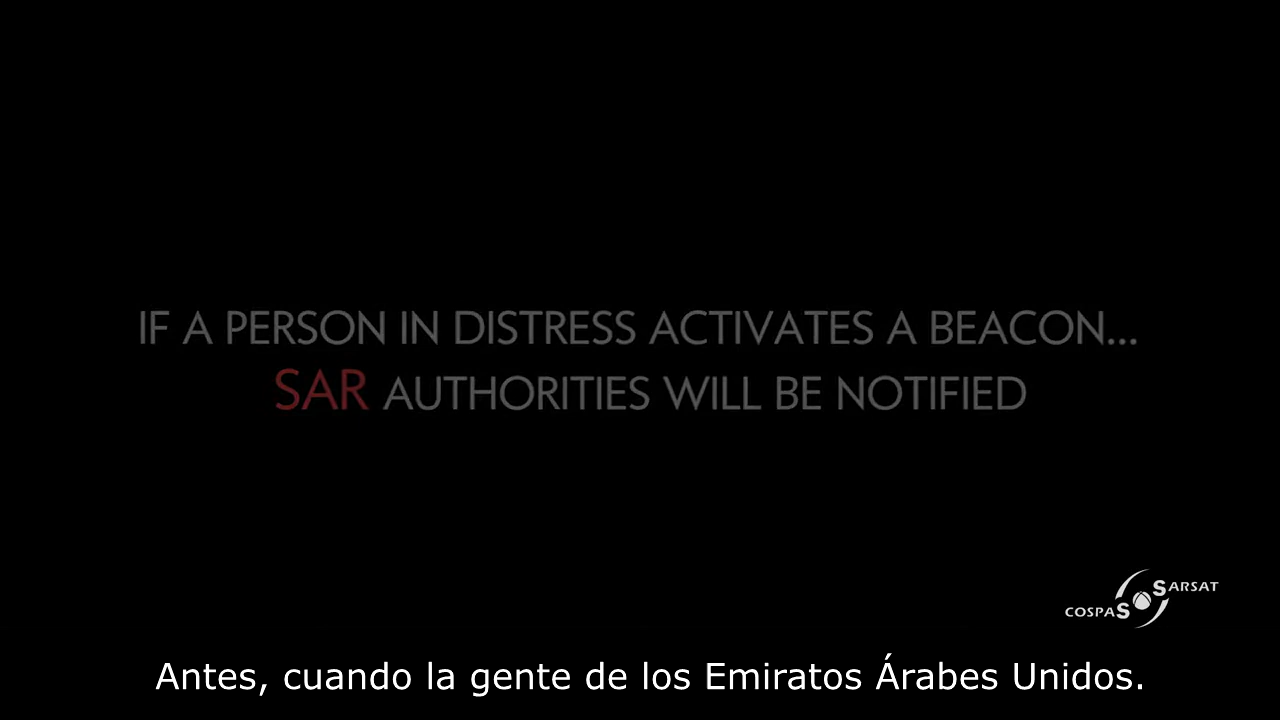 IF A PERSON IN DISTRESS ACTIVATES A BEACON...
SAR AUTHORITIES WILL BE NOTIFIED
COSPAS SARSAT
Antes, cuando la gente de los Emiratos Árabes Unidos.